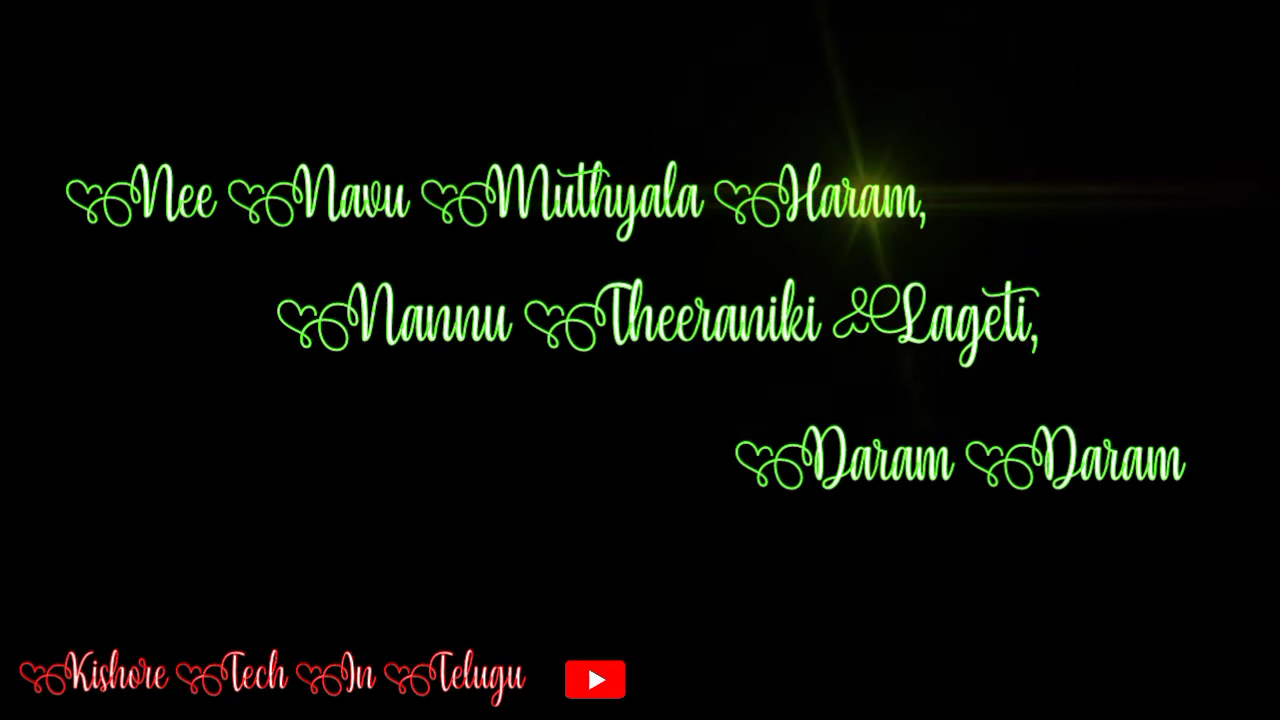 Nee Navu Muthyala Haram,
Nannu Theeraniki Lageti,
Daram Daram
Kishore Tech In Telugu